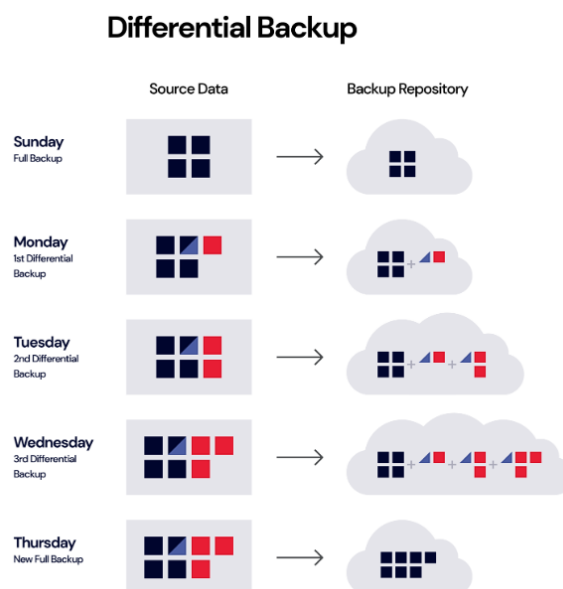 Differential Backup
Source Data
Backup Repository
Sunday
Full Backup
Monday
1st Differential
Backup
+
Tuesday
2nd Differential
Backup
+ +
Wednesday
3rd Differential
Backup
+ + +
Thursday
New Full Backup